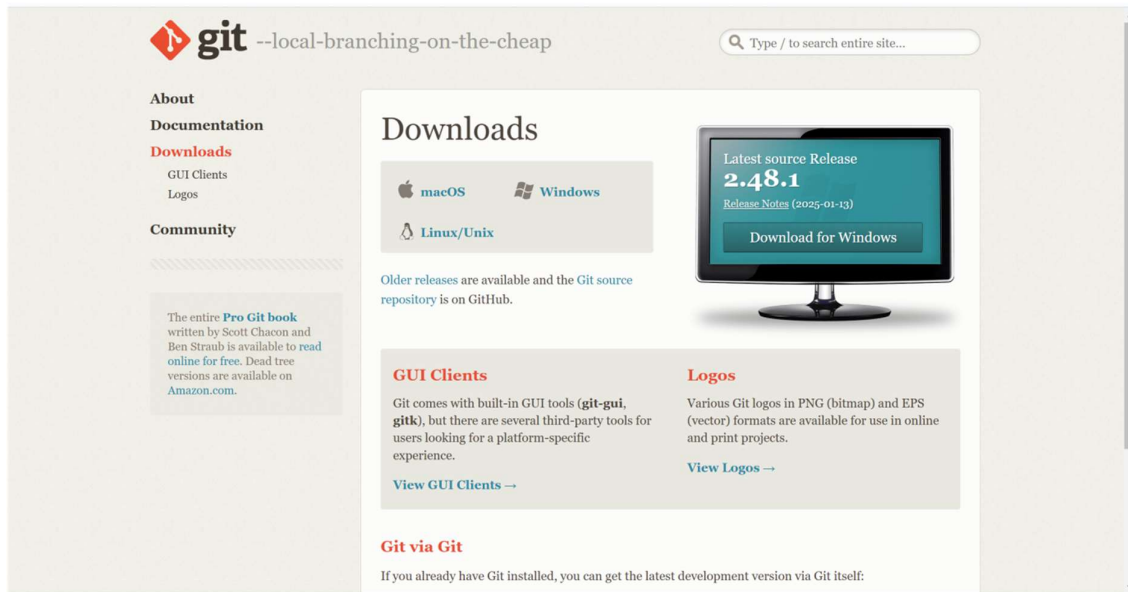 git --local-branching-on-the-cheap
Type / to search entire site...
About
Documentation
Downloads
GUI Clients
Logos
Community
The entire Pro Git book
written by Scott Chacon and
Ben Straub is available to read
online for free. Dead tree
versions are available on
Amazon.com.
Downloads
macOS
Windows
Linux/Unix
Older releases are available and the Git source
repository is on GitHub.
Latest source Release
2.48.1
Release Notes (2025-01-13)
Download for Windows
GUI Clients
Git comes with built-in GUI tools (git-gui,
gitk), but there are several third-party tools for
users looking for a platform-specific
experience.
View GUI Clients →
Logos
Various Git logos in PNG (bitmap) and EPS
(vector) formats are available for use in online
and print projects.
View Logos →
Git via Git
If you already have Git installed, you can get the latest development version via Git itself: